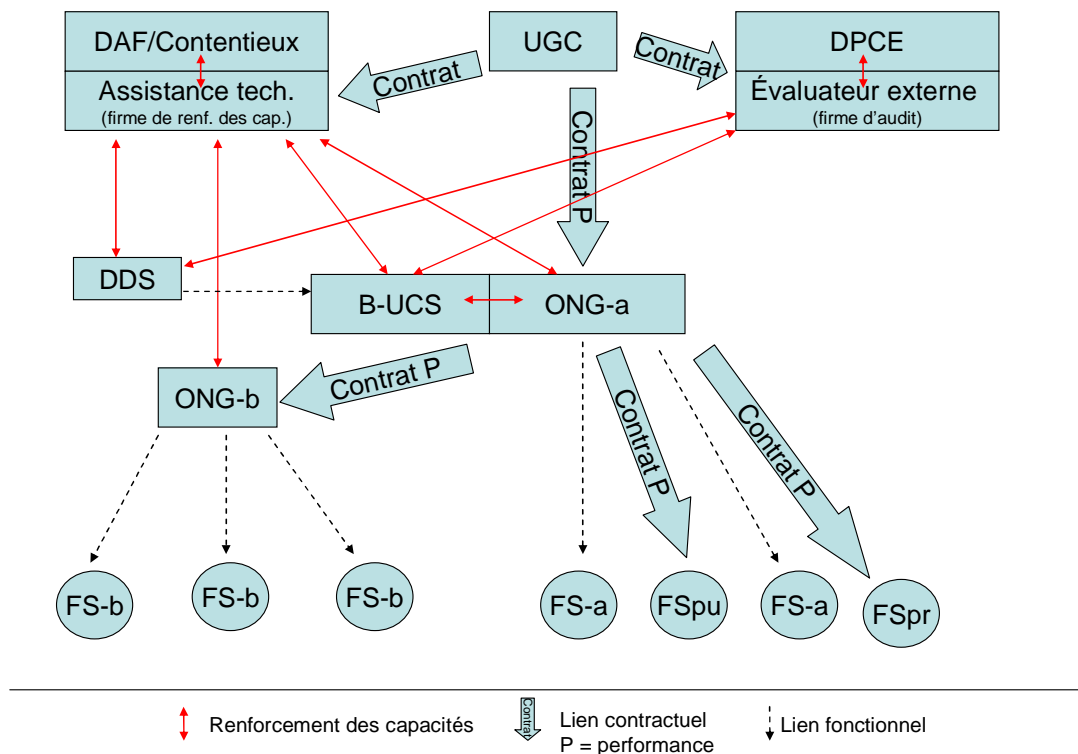 DAF/Contentieux
UGC
DPCE
Contrat
Contrat
Assistance tech.
(firme de renf. des cap.)
Évaluateur externe
(firme d'audit)
Contrat P
DDS
B-UCS
ONG-a
Contrat P
ONG-b
Contrat P
Contrat P
FS-b
FS-b
FS-b
FS-a
FSpu
FS-a
FSpr
Renforcement des capacités
Contrat
Lien contractuel
P = performance
Lien fonctionnel